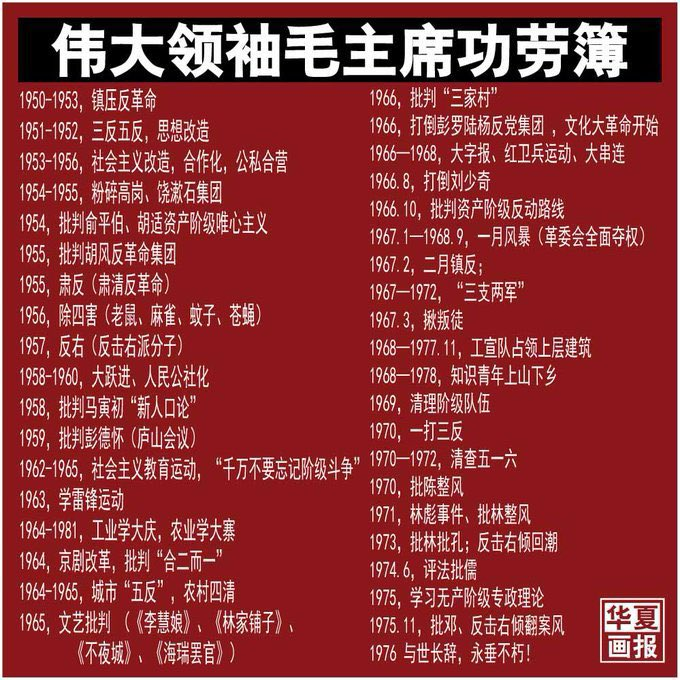 伟大领袖毛主席功劳簿
1950-1953，镇压反革命
1951-1952，三反五反，思想改造
1953-1956，社会主义改造，合作化，公私合营
1954-1955，粉碎高岗、饶漱石集团
1954，批判俞平伯、胡适资产阶级唯心主义
1955，批判胡风反革命集团
1955，肃反（肃清反革命）
1956，除四害（老鼠、麻雀、蚊子、苍蝇）
1957，反右（反击右派分子）
1958-1960，大跃进、人民公社化
1958，批判马寅初“新人口论”
1959，批判彭德怀（庐山会议）
1962-1965，社会主义教育运动，“千万不要忘记阶级斗争”
1963，学雷锋运动
1964-1981，工业学大庆，农业学大寨
1964，京剧改革，批判“合二而一”
1964-1965，城市“五反”，农村四清
1965，文艺批判（《李慧娘》、《林家铺子》、
《不夜城》、《海瑞罢官》）
1966，批判“三家村”
1966，打倒彭罗陆杨反党集团，文化大革命开始
1966—1968，大字报、红卫兵运动、大串连
1966.8，打倒刘少奇
1966.10，批判资产阶级反动路线
1967.1—1968.9，一月风暴（革委会全面夺权）
1967.2，二月镇反；
1967—1972，“三支两军”
1967.3，揪叛徒
1968—1977.11，工宣队占领上层建筑
1968—1978，知识青年上山下乡
1969，清理阶级队伍
1970，一打三反
1970—1972，清查五一六
1970，批陈整风
1971，林彪事件、批林整风
1973，批林批孔；反击右倾回潮
1974.6，评法批儒
1975，学习无产阶级专政理论
1975.11，批邓、反击右倾翻案风
1976 与世长辞，永垂不朽！
华夏
画报